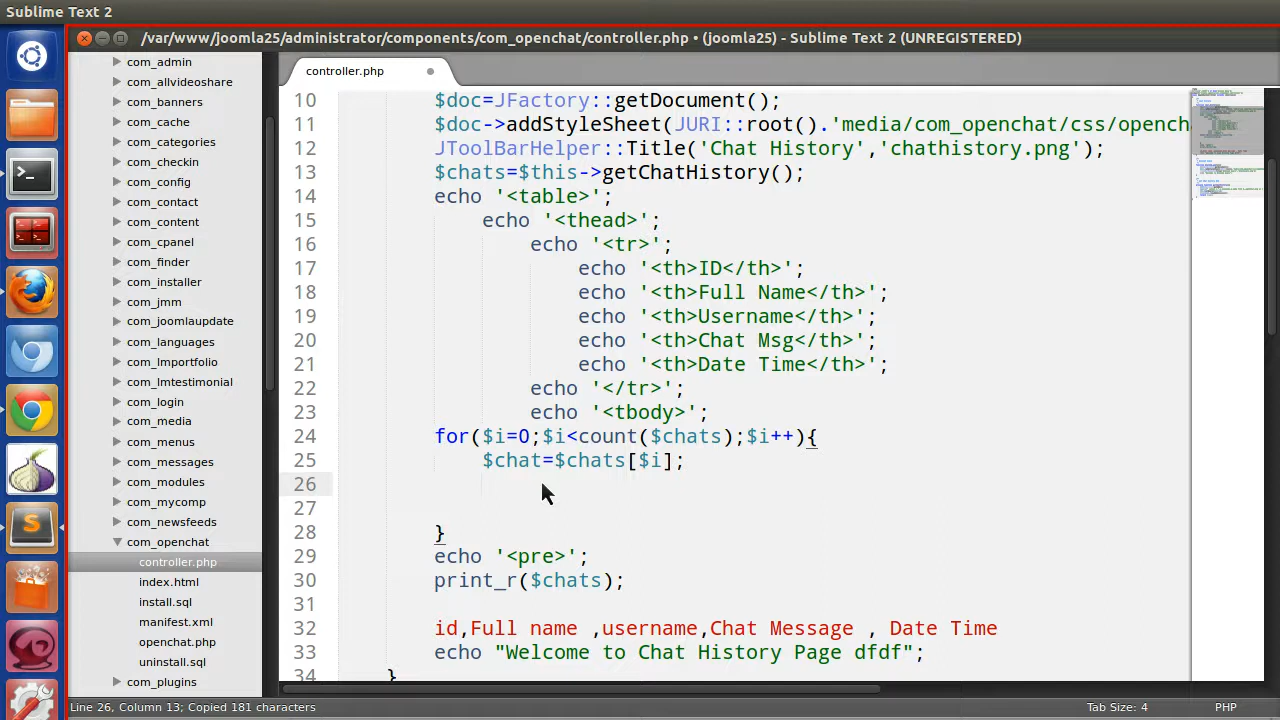 Sublime Text 2
/var/www/joomla25/administrator/components/com_openchat/controller.php • (joomla25) - Sublime Text 2 (UNREGISTERED)
com_admin
com_allvideoshare
com_banners
com_cache
com_categories
com_checkin
com_config
com_contact
com_content
com_cpanel
com_finder
com_installer
com_jmm
com_joomlaupdate
com_languages
com_lmportfolio
com_lmtestimonial
com_login
com_media
com_menus
com_messages
com_modules
com_mycomp
com_newsfeeds
com_openchat
controller.php
index.html
install.sql
manifest.xml
openchat.php
uninstall.sql
com_plugins
controller.php
10 $doc=JFactory::getDocument();
11 $doc->addStyleSheet(JURI::root().'media/com_openchat/css/opench
12 JToolBarHelper::Title('Chat History','chathistory.png');
13 $chats=$this->getChatHistory();
14 echo '<table>';
15 echo '<thead>';
16 echo '<tr>';
17 echo '<th>ID</th>';
18 echo '<th>Full Name</th>';
19 echo '<th>Username</th>';
20 echo '<th>Chat Msg</th>';
21 echo '<th>Date Time</th>';
22 echo '</tr>';
23 echo '<tbody>';
24 for($i=0;$i<count($chats);$i++){
25 $chat=$chats[$i];
26
27
28 }
29 echo '<pre>';
30 print_r($chats);
31
32 id,Full name ,username,Chat Message , Date Time
33 echo "Welcome to Chat History Page dfdf";
34 }
Line 26, Column 13; Copied 181 characters
Tab Size: 4
PHP